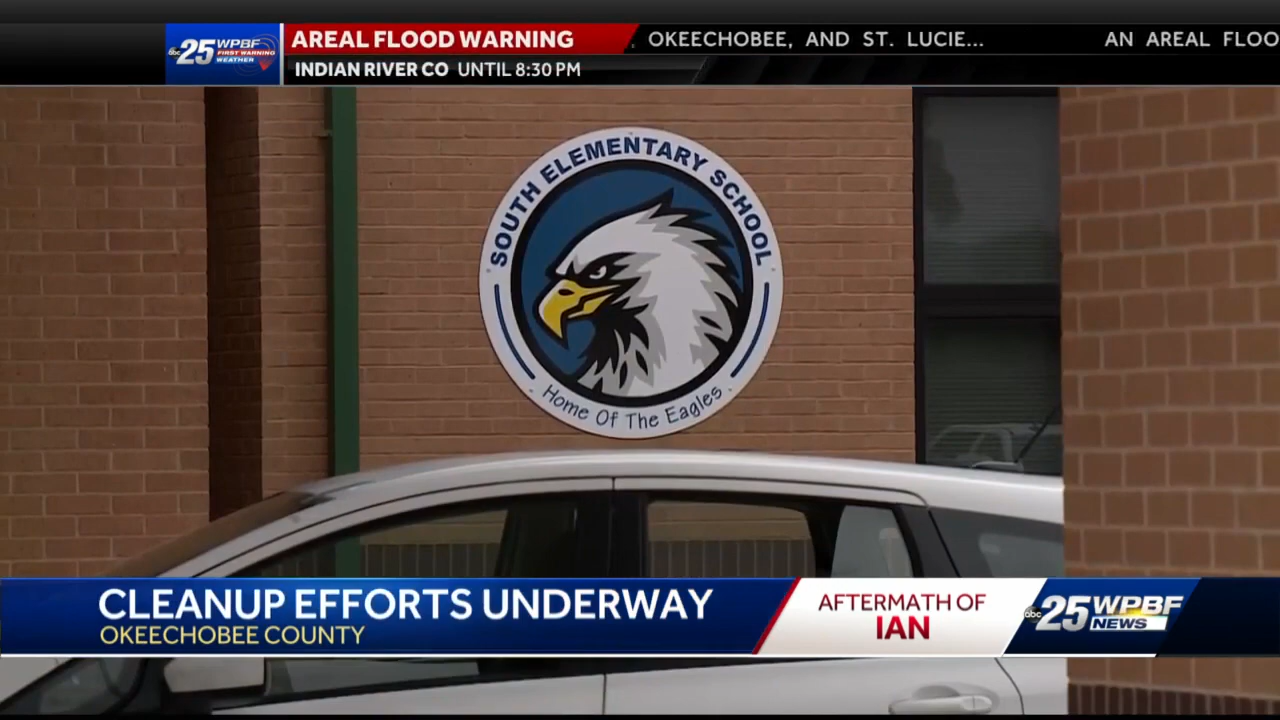 abc 25 WPBF
FIRST WARNING
WEATHER
AREAL FLOOD WARNING
OKEECHOBEE, AND ST. LUCIE... AN AREAL FLOO
INDIAN RIVER CO UNTIL 8:30 PM
SOUTH ELEMENTARY SCHOOL
Home Of The Eagles
CLEANUP EFFORTS UNDERWAY
OKEECHOBEE COUNTY
AFTERMATH OF
IAN
abc 25 WPBF
NEWS